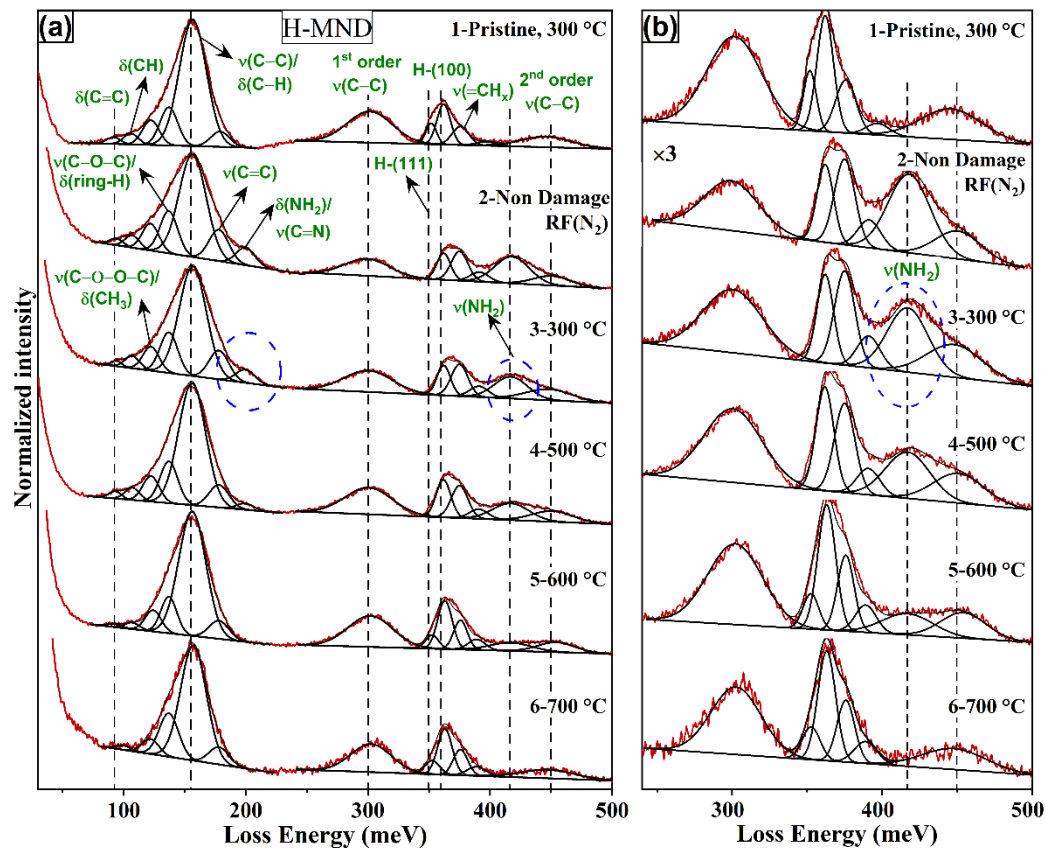 (a)
H-MND
1-Pristine, 300 °C
δ(CH)
δ(C=C)
ν(C–C)/
δ(C–H)
1st order
ν(C–C)
H-(100)
ν(=CHx)
2nd order
ν(C–C)
H-(111)
ν(C–O–C)/
δ(ring-H)
ν(C=C)
δ(NH2)/
ν(C=N)
2-Non Damage
RF(N2)
ν(C–O–O–C)/
δ(CH3)
ν(NH2)
3-300 °C
4-500 °C
5-600 °C
6-700 °C
100
200
300
400
500
Loss Energy (meV)
Normalized intensity
(b)
1-Pristine, 300 °C
×3
2-Non Damage
RF(N2)
ν(NH2)
3-300 °C
4-500 °C
5-600 °C
6-700 °C
300
400
500
Loss Energy (meV)